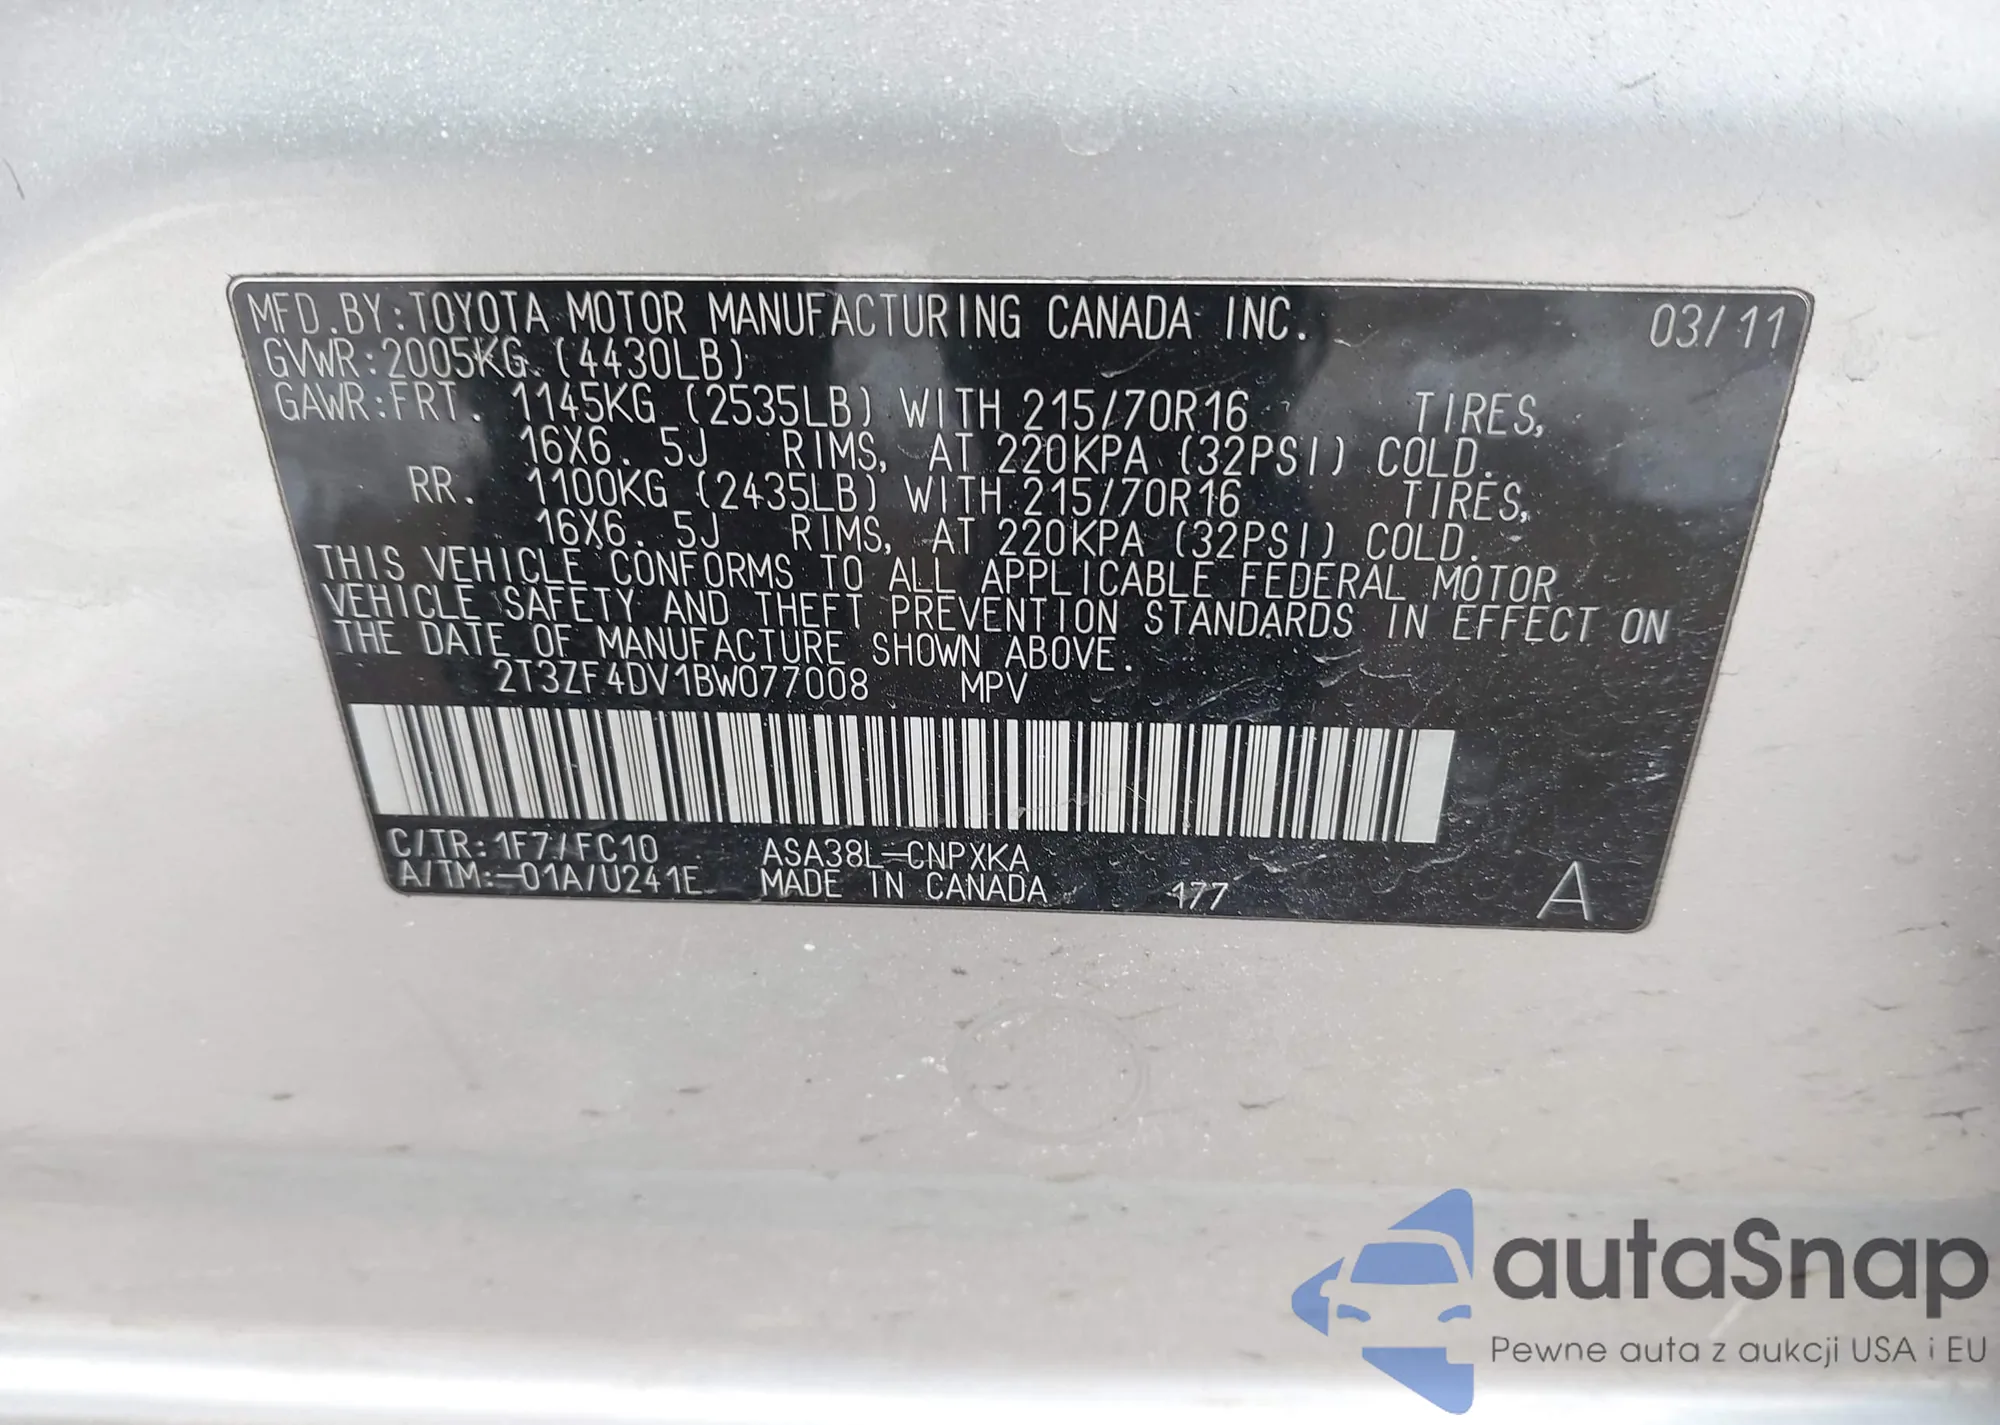 MFD.BY:TOYOTA MOTOR MANUFACTURING CANADA INC. 03/11
GVWR:2005KG (4430LB)
GAWR:FRT. 1145KG (2535LB) WITH 215/70R16 TIRES,
16X6.5J RIMS, AT 220KPA (32PSI) COLD.
RR. 1100KG (2435LB) WITH 215/70R16 TIRES,
16X6.5J RIMS, AT 220KPA (32PSI) COLD.
THIS VEHICLE CONFORMS TO ALL APPLICABLE FEDERAL MOTOR
VEHICLE SAFETY AND THEFT PREVENTION STANDARDS IN EFFECT ON
THE DATE OF MANUFACTURE SHOWN ABOVE.
2T3ZF4DV1BW077008 MPV
C/TR:1F7/FC10 ASA38L-CNPXKA
A/TM:-01A/U241E MADE IN CANADA 177 A
autaSnap
Pewne auta z aukcji USA i EU